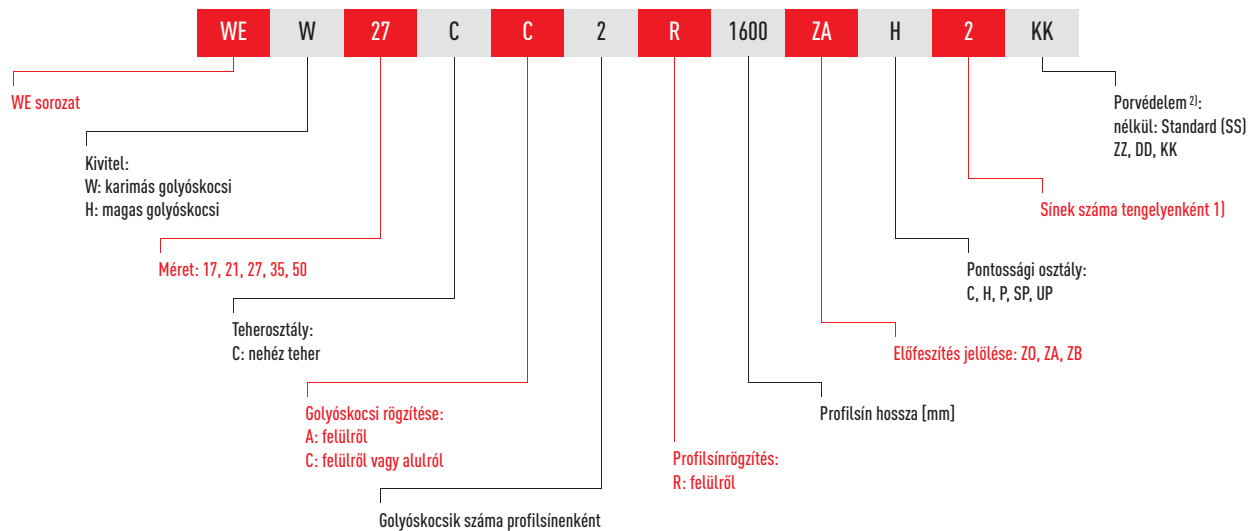 WE W 27 C C 2 R 1600 ZA H 2 KK
WE sorozat
Kivitel:
W: karimás golyóskocsi
H: magas golyóskocsi
Méret: 17, 21, 27, 35, 50
Teherosztály:
C: nehéz teher
Golyóskocsi rögzítése:
A: felülről
C: felülről vagy alulról
Golyóskocsik száma profilsínenként
Profilsínrögzítés:
R: felülről
Profilsín hossza [mm]
Előfeszítés jelölése: ZO, ZA, ZB
Pontossági osztály:
C, H, P, SP, UP
Sínek száma tengelyenként 1)
Porvédelem 2):
nélkül: Standard (SS)
ZZ, DD, KK